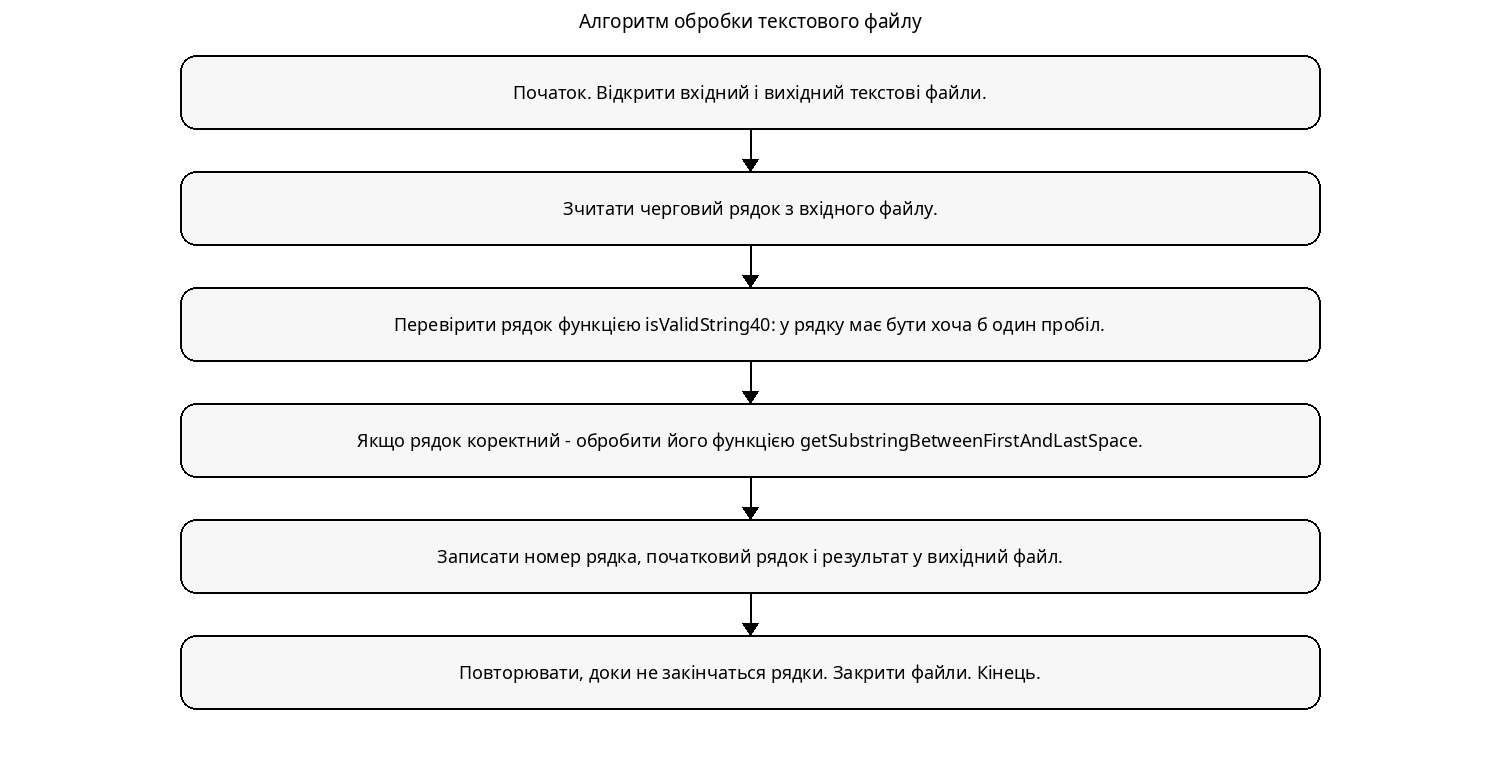 Алгоритм обробки текстового файлу
Початок. Відкрити вхідний і вихідний текстові файли.
Зчитати черговий рядок з вхідного файлу.
Перевірити рядок функцією isValidString40: у рядку має бути хоча б один пробіл.
Якщо рядок коректний - обробити його функцією getSubstringBetweenFirstAndLastSpace.
Записати номер рядка, початковий рядок і результат у вихідний файл.
Повторювати, доки не закінчаться рядки. Закрити файли. Кінець.